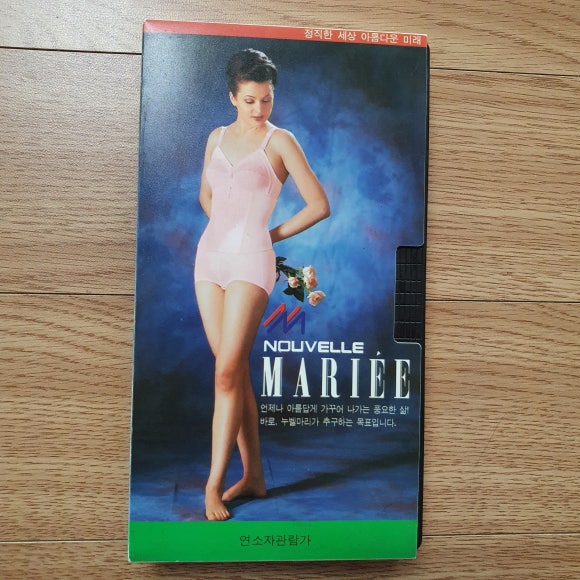 정직한 세상 아름다운 미래
NOUVELLE
MARIÉE
언제나 아름답게 가꾸어 나가는 풍요한 삶!
바로, 누벨마리가 추구하는 목표입니다.
연소자관람가